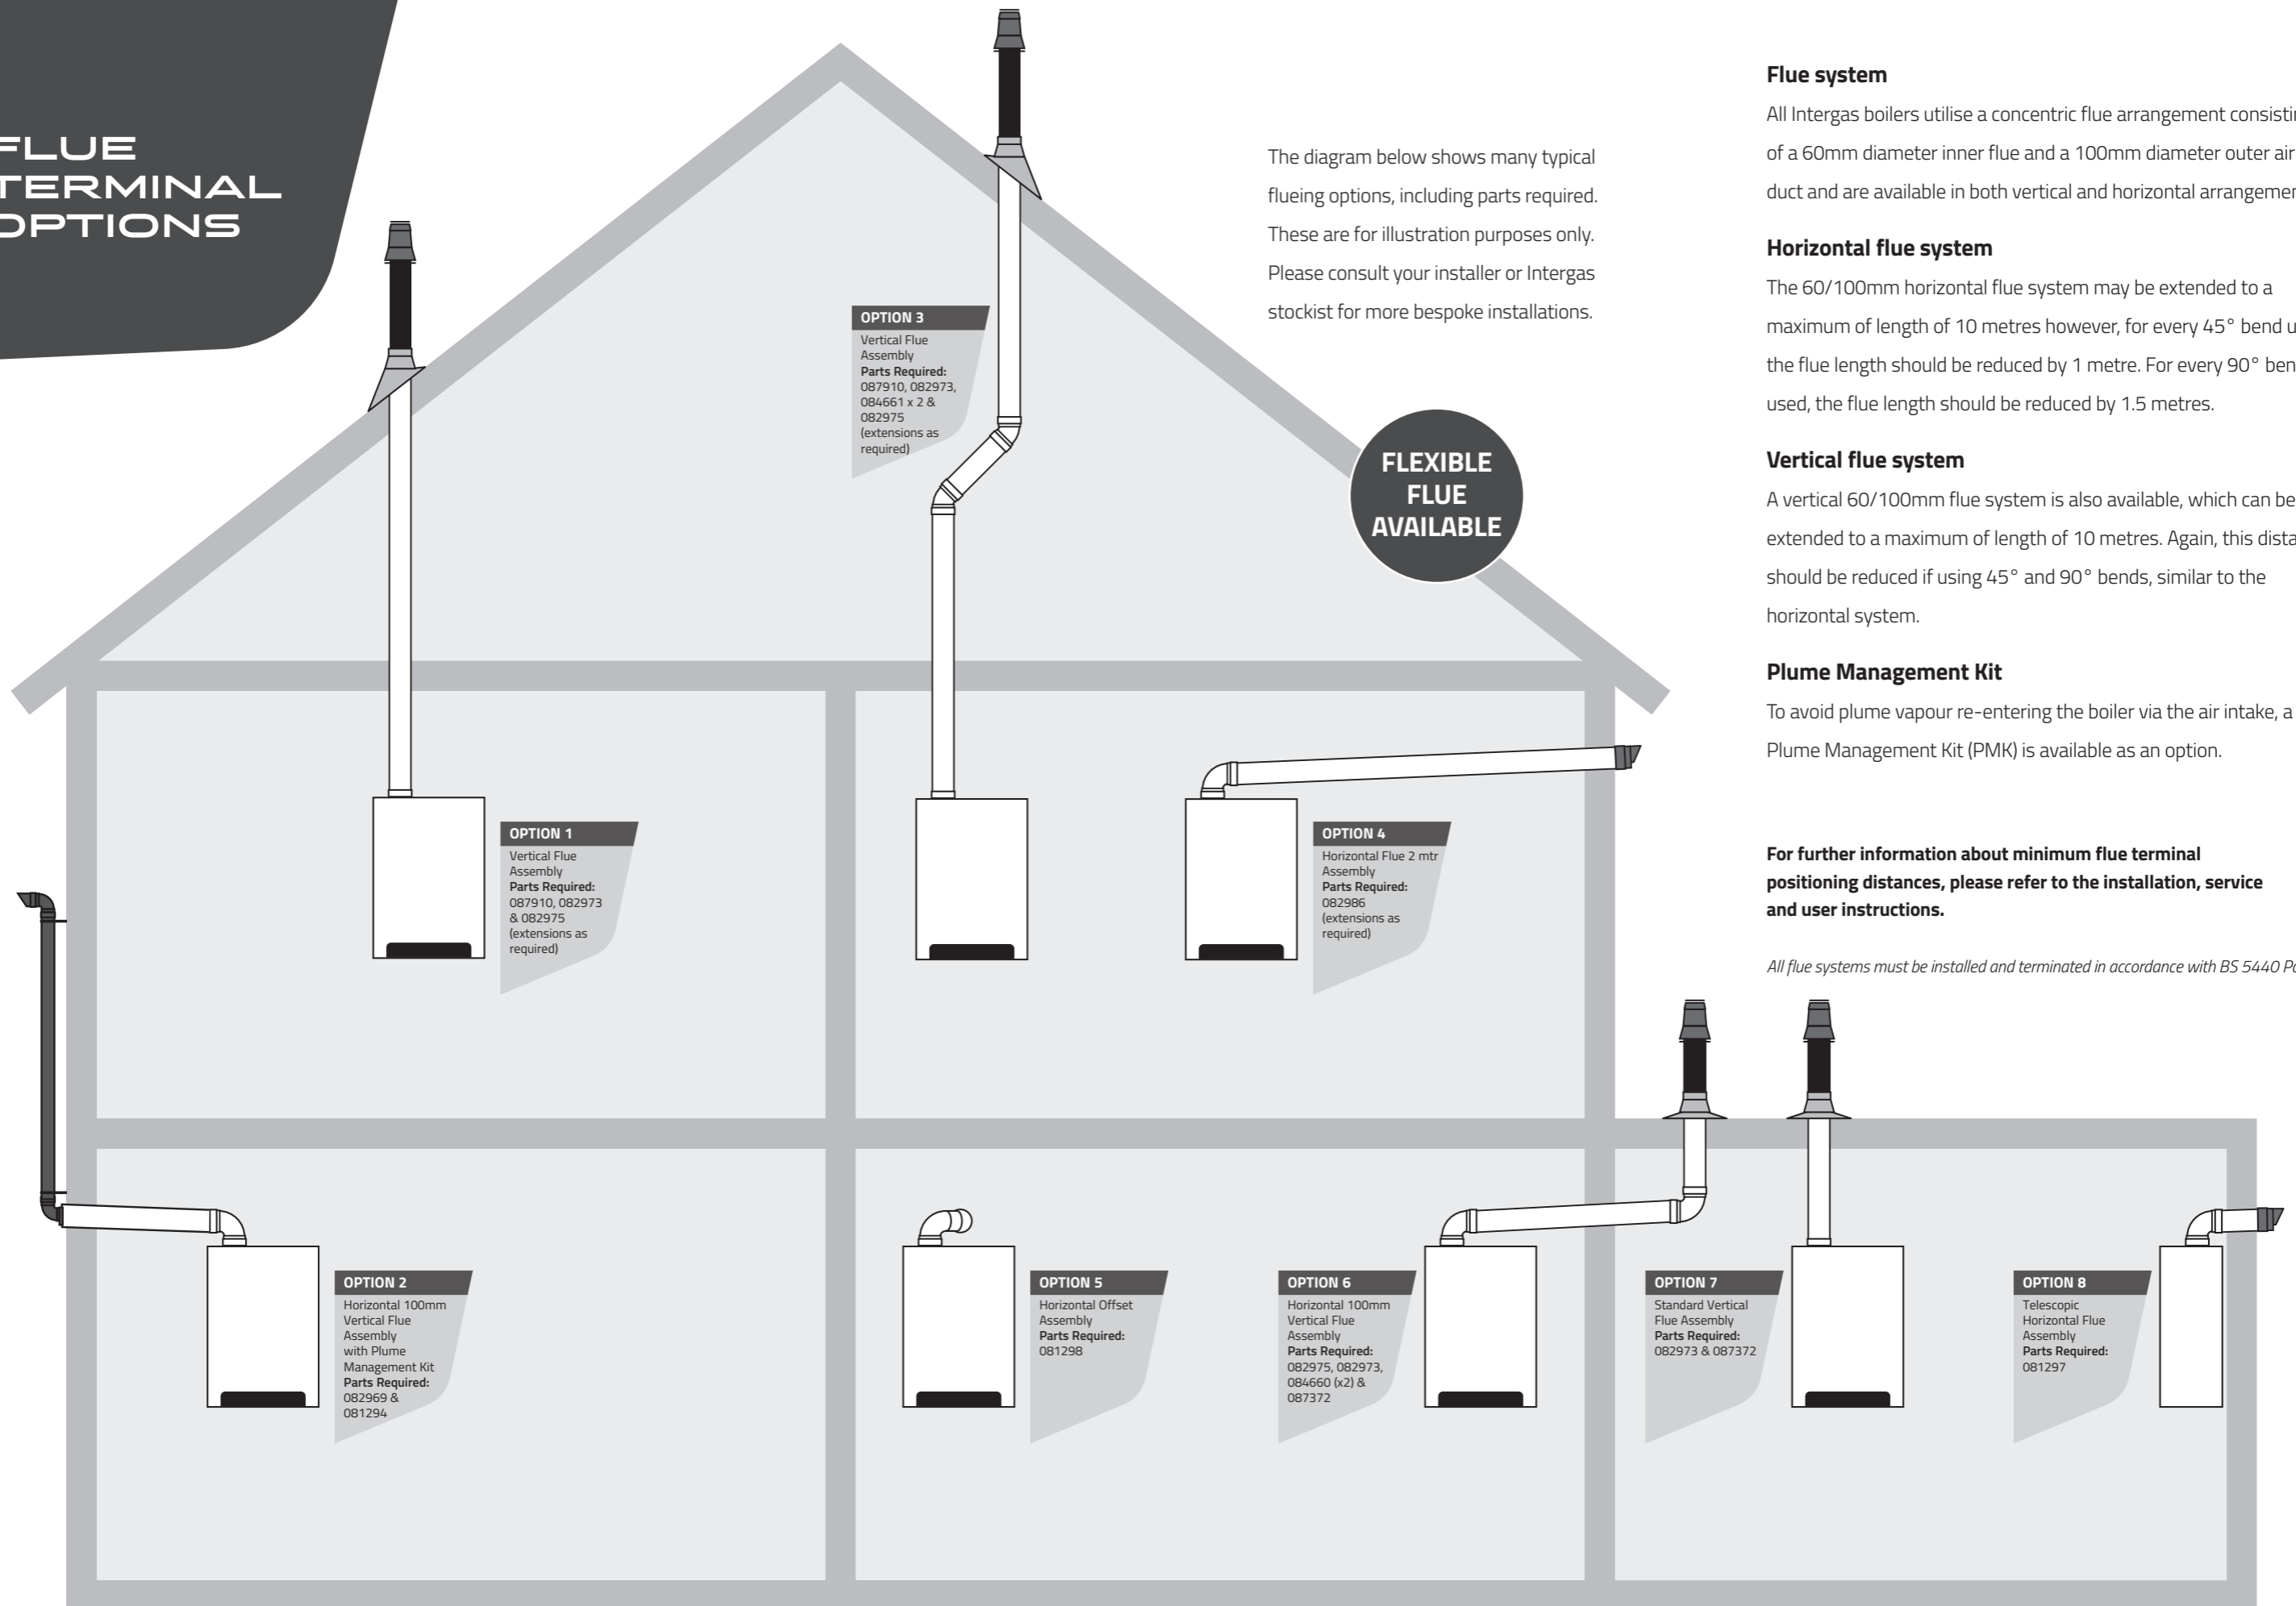 FLUE
TERMINAL
OPTIONS
The diagram below shows many typical
flueing options, including parts required.
These are for illustration purposes only.
Please consult your installer or Intergas
stockist for more bespoke installations.
Flue system
All Intergas boilers utilise a concentric flue arrangement
of a 60mm diameter inner flue and a 100mm diameter outer air
duct and are available in both vertical and horizontal
Horizontal flue system
The 60/100mm horizontal flue system may be extended to a
maximum of length of 10 metres however, for every 45° bend
the flue length should be reduced by 1 metre. For every 90°
used, the flue length should be reduced by 1.5 metres.
Vertical flue system
A vertical 60/100mm flue system is also available, which can be
extended to a maximum of length of 10 metres. Again, this
should be reduced if using 45° and 90° bends, similar to the
horizontal system.
Plume Management Kit
To avoid plume vapour re-entering the boiler via the air intake, a
Plume Management Kit (PMK) is available as an option.
For further information about minimum flue terminal
positioning distances, please refer to the installation, service
and user instructions.
All flue systems must be installed and terminated in accordance with BS 5440
FLEXIBLE
FLUE
AVAILABLE
OPTION 3
Vertical Flue
Assembly
Parts Required:
087910, 082973,
084661 x 2 &
082975
(extensions as
required)
OPTION 1
Vertical Flue
Assembly
Parts Required:
087910, 082973
& 082975
(extensions as
required)
OPTION 4
Horizontal Flue 2 mtr
Assembly
Parts Required:
082986
(extensions as
required)
OPTION 2
Horizontal 100mm
Vertical Flue
Assembly
with Plume
Management Kit
Parts Required:
082969 &
081294
OPTION 5
Horizontal Offset
Assembly
Parts Required:
081298
OPTION 6
Horizontal 100mm
Vertical Flue
Assembly
Parts Required:
082975, 082973,
084660 (x2) &
087372
OPTION 7
Standard Vertical
Flue Assembly
Parts Required:
082973 & 087372
OPTION 8
Telescopic
Horizontal Flue
Assembly
Parts Required:
081297